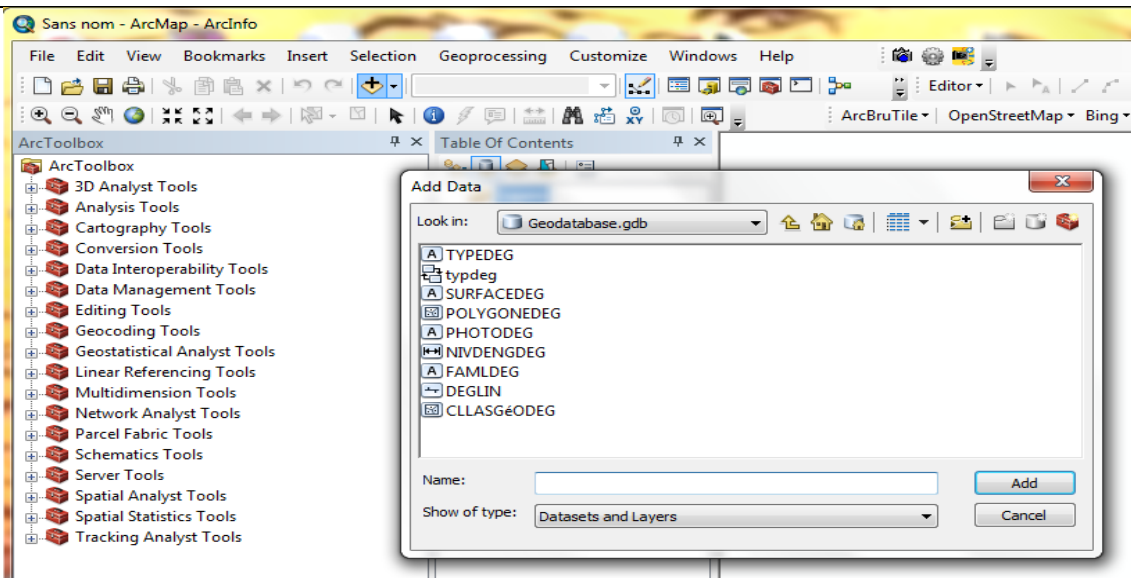 Sans nom - ArcMap - ArcInfo
File Edit View Bookmarks Insert Selection Geoprocessing Customize Windows Help
Editor
ArcBruTile OpenStreetMap Bing
ArcToolbox
Table Of Contents
ArcToolbox
3D Analyst Tools
Analysis Tools
Cartography Tools
Conversion Tools
Data Interoperability Tools
Data Management Tools
Editing Tools
Geocoding Tools
Geostatistical Analyst Tools
Linear Referencing Tools
Multidimension Tools
Network Analyst Tools
Parcel Fabric Tools
Schematics Tools
Server Tools
Spatial Analyst Tools
Spatial Statistics Tools
Tracking Analyst Tools
Add Data
Look in: Geodatabase.gdb
A TYPEDEG
typdeg
A SURFACEDEG
POLYGONEDEG
A PHOTODEG
NIVDENGDEG
A FAMLDEG
DEGLIN
CLLASGéODEG
Name: Add
Show of type: Datasets and Layers Cancel